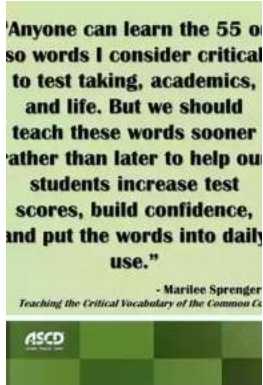 "Anyone can learn the 55 o
so words I consider critical
to test taking, academics,
and life. But we should
teach these words sooner
rather than later to help ou
students increase test
scores, build confidence,
and put the words into daily
use."
- Marilee Sprenger
Teaching the Critical Vocabulary of the Common Co
ASCD